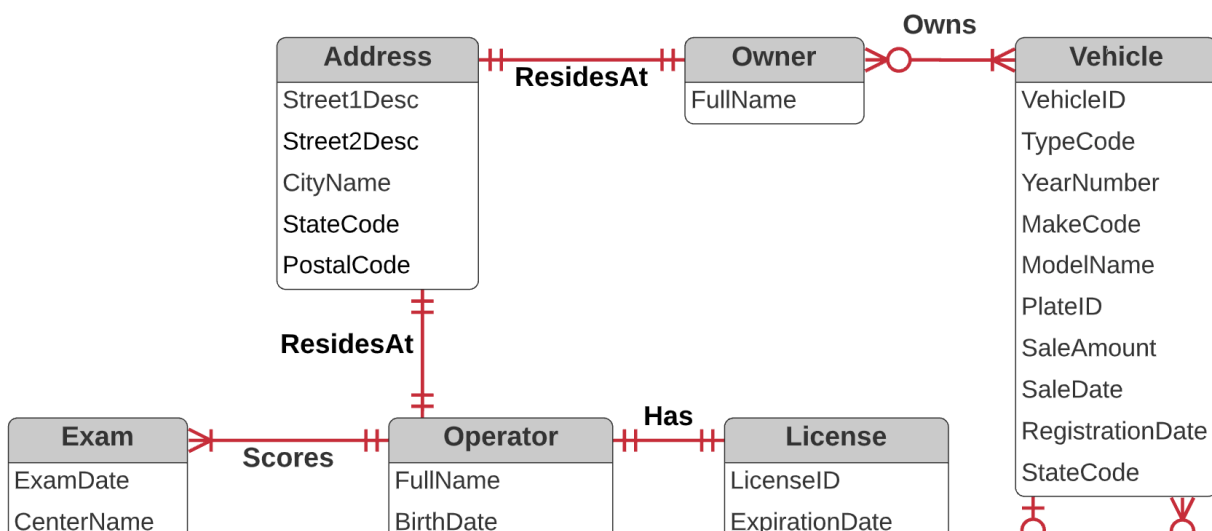 Owns
Address
ResidesAt
Owner
Vehicle
Street1Desc
Street2Desc
CityName
StateCode
PostalCode
FullName
VehicleID
TypeCode
YearNumber
MakeCode
ModelName
PlateID
SaleAmount
SaleDate
RegistrationDate
StateCode
ResidesAt
Exam
Scores
Operator
Has
License
ExamDate
CenterName
FullName
BirthDate
LicenseID
ExpirationDate